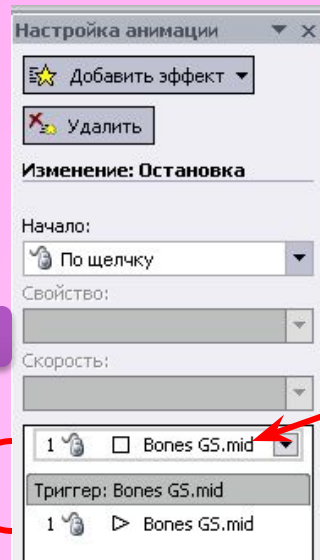 Настройка анимации
Добавить эффект
Удалить
Изменение: Остановка
Начало:
По щелчку
Свойство:
Скорость:
1 Bones GS.mid
Триггер: Bones GS.mid
1 Bones GS.mid